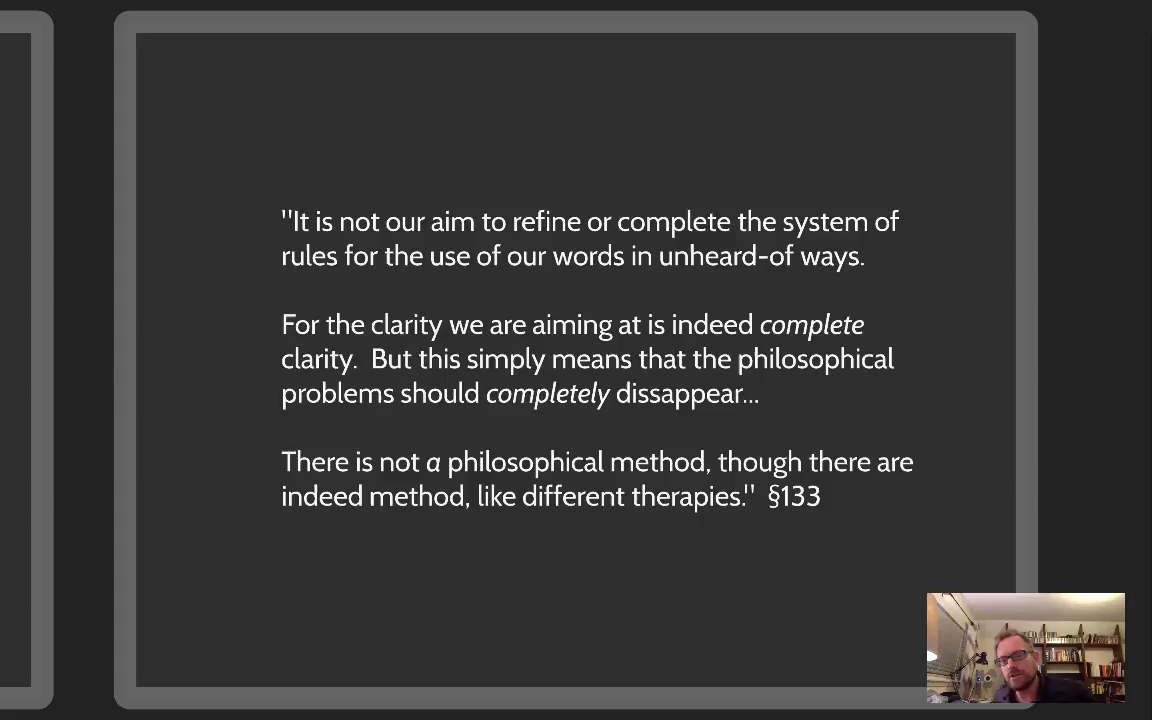 "It is not our aim to refine or complete the system of
rules for the use of our words in unheard-of ways.
For the clarity we are aiming at is indeed complete
clarity.  But this simply means that the philosophical
problems should completely dissappear...
There is not a philosophical method, though there are
indeed method, like different therapies."  §133